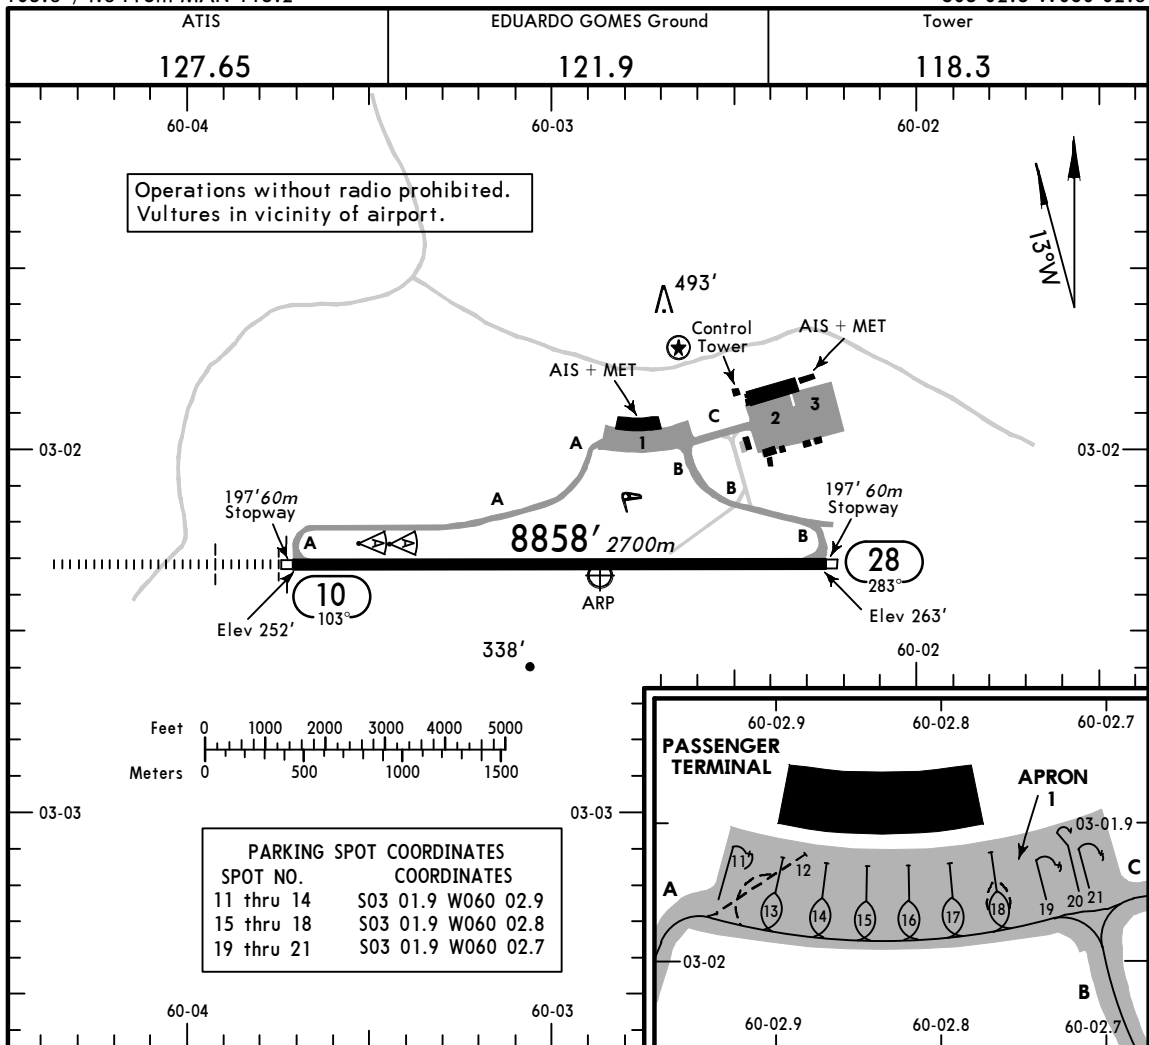 ATIS
EDUARDO GOMES Ground
Tower
127.65
121.9
118.3
60-04
60-03
60-02
Operations without radio prohibited.
Vultures in vicinity of airport.
13°W
493'
Control
Tower
AIS + MET
AIS + MET
C
2
3
A
1
03-02
03-02
B
A
B
197' 60m
Stopway
197' 60m
Stopway
A
A
A
8858' 2700m
B
28
283°
10
103°
ARP
Elev 252'
Elev 263'
338'
60-02
Feet
0 1000 2000 3000 4000 5000
Meters
0 500 1000 1500
03-03
03-03
PARKING SPOT COORDINATES
SPOT NO. COORDINATES
11 thru 14 S03 01.9 W060 02.9
15 thru 18 S03 01.9 W060 02.8
19 thru 21 S03 01.9 W060 02.7
60-04
60-03
60-02.9
60-02.8
60-02.7
PASSENGER
TERMINAL
APRON
1
03-01.9
11
12
A
C
13
14
15
16
17
18
19
20
21
03-02
B
60-02.9
60-02.8
60-02.7